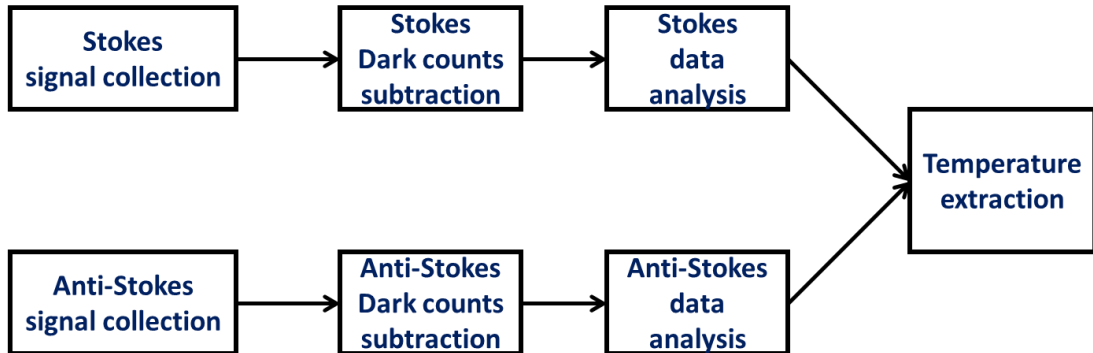 Stokes
signal collection
Stokes
Dark counts
subtraction
Stokes
data
analysis
Temperature
extraction
Anti-Stokes
signal collection
Anti-Stokes
Dark counts
subtraction
Anti-Stokes
data
analysis